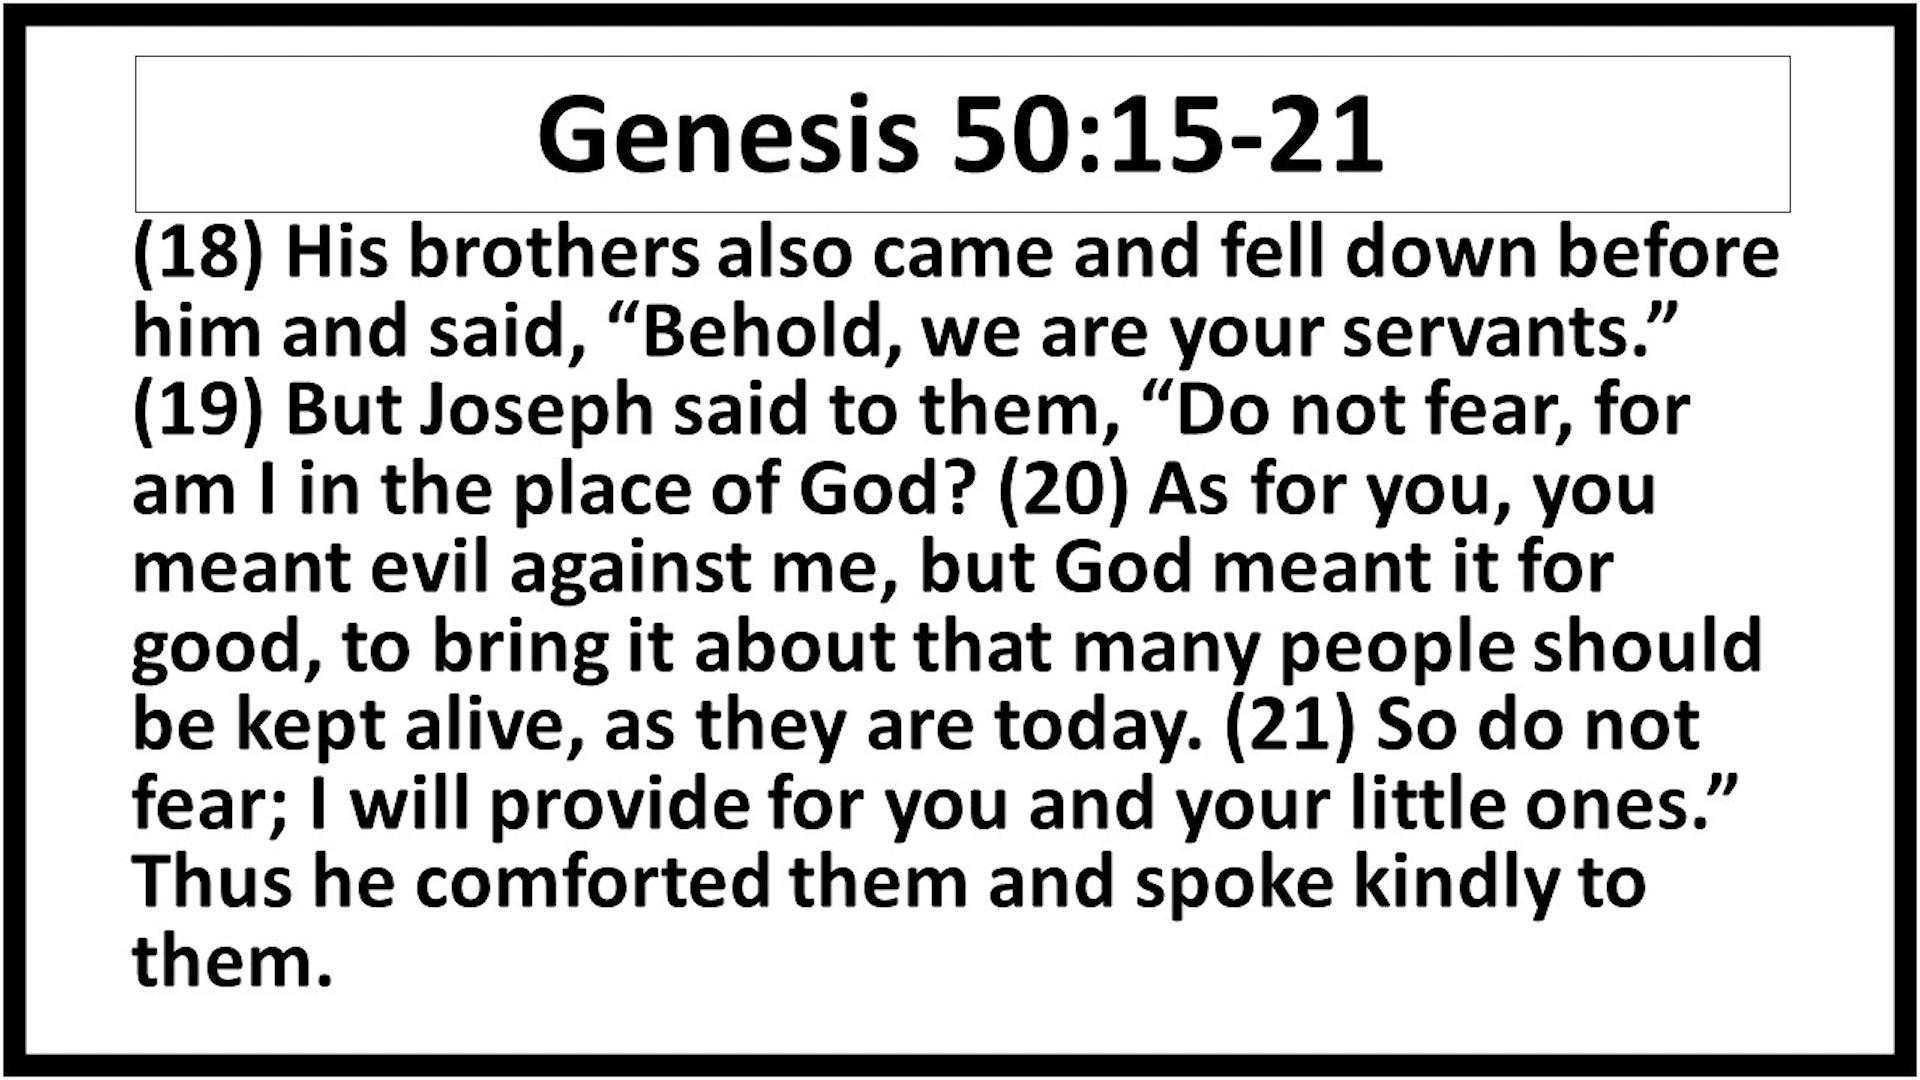 Genesis 50:15-21
(18) His brothers also came and fell down before
him and said, “Behold, we are your servants.”
(19) But Joseph said to them, “Do not fear, for
am I in the place of God? (20) As for you, you
meant evil against me, but God meant it for
good, to bring it about that many people should
be kept alive, as they are today. (21) So do not
fear; I will provide for you and your little ones.”
Thus he comforted them and spoke kindly to
them.